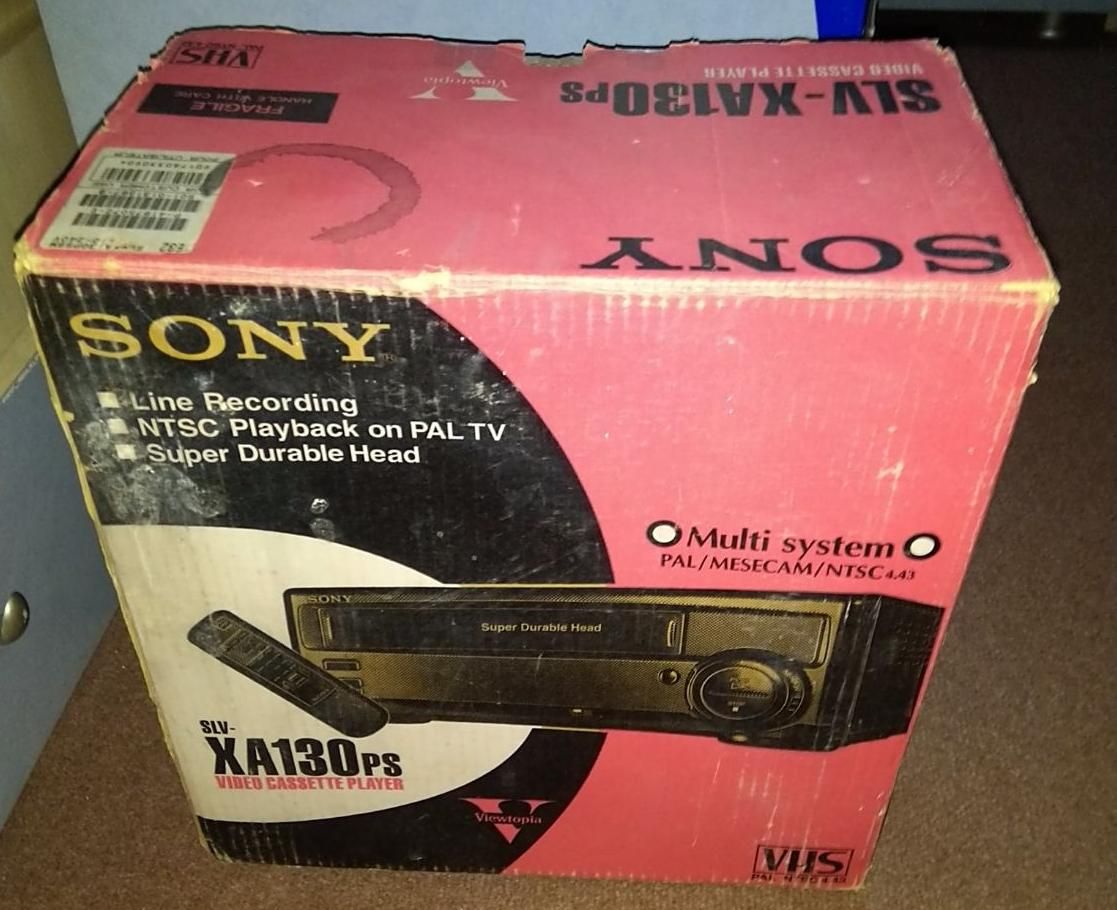 VIDEO CASSETTE PLAYER
SLV-XA130PS
Viewtopia
VHS
FRAGILE
HANDLE WITH CARE
SONY
SONY
Line Recording
NTSC Playback on PAL TV
Super Durable Head
Multi system
PAL/MESECAM/NTSC 4.43
SONY
Super Durable Head
SLV-
XA130PS
VIDEO CASSETTE PLAYER
Viewtopia
VHS